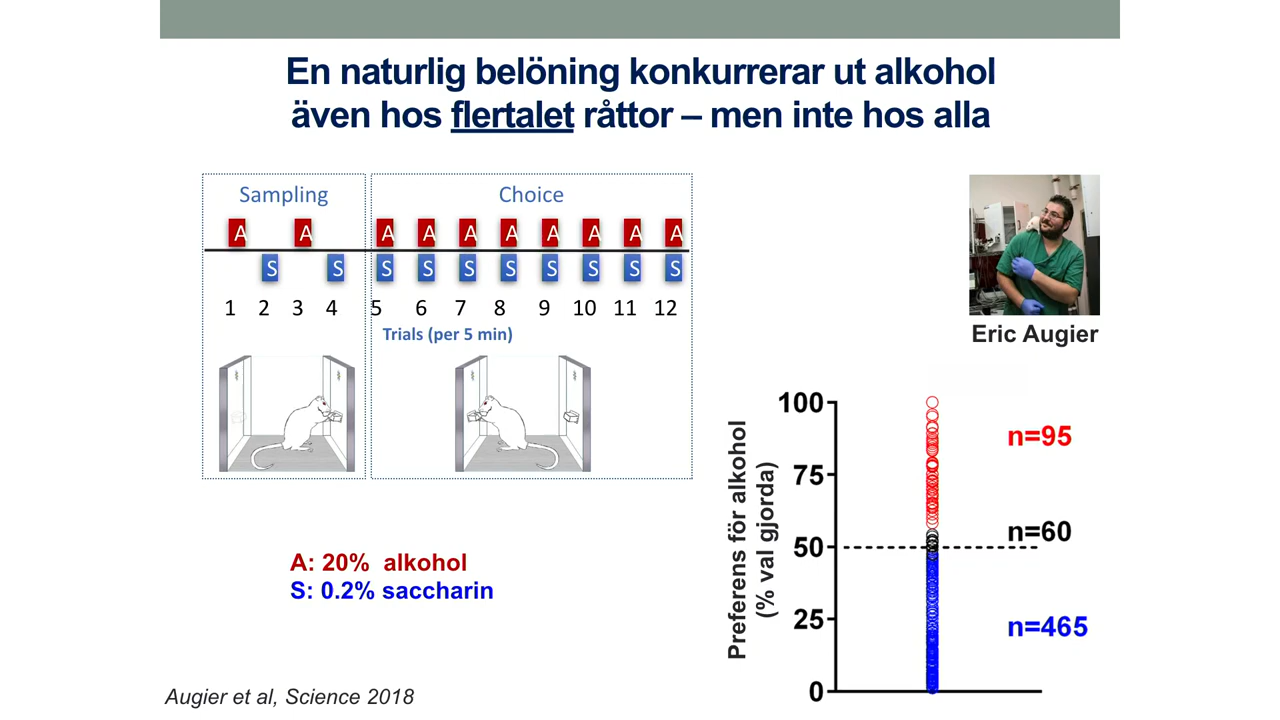 En naturlig belöning konkurrerar ut alkohol
även hos flertalet råttor – men inte hos alla
Sampling
Choice
A A A A A A A A A A
S S S S S S S S S S
1 2 3 4 5 6 7 8 9 10 11 12
Trials (per 5 min)
Eric Augier
A: 20% alkohol
S: 0.2% saccharin
Preferens för alkohol
(% val gjorda)
100
75
50
25
0
n=95
n=60
n=465
Augier et al, Science 2018